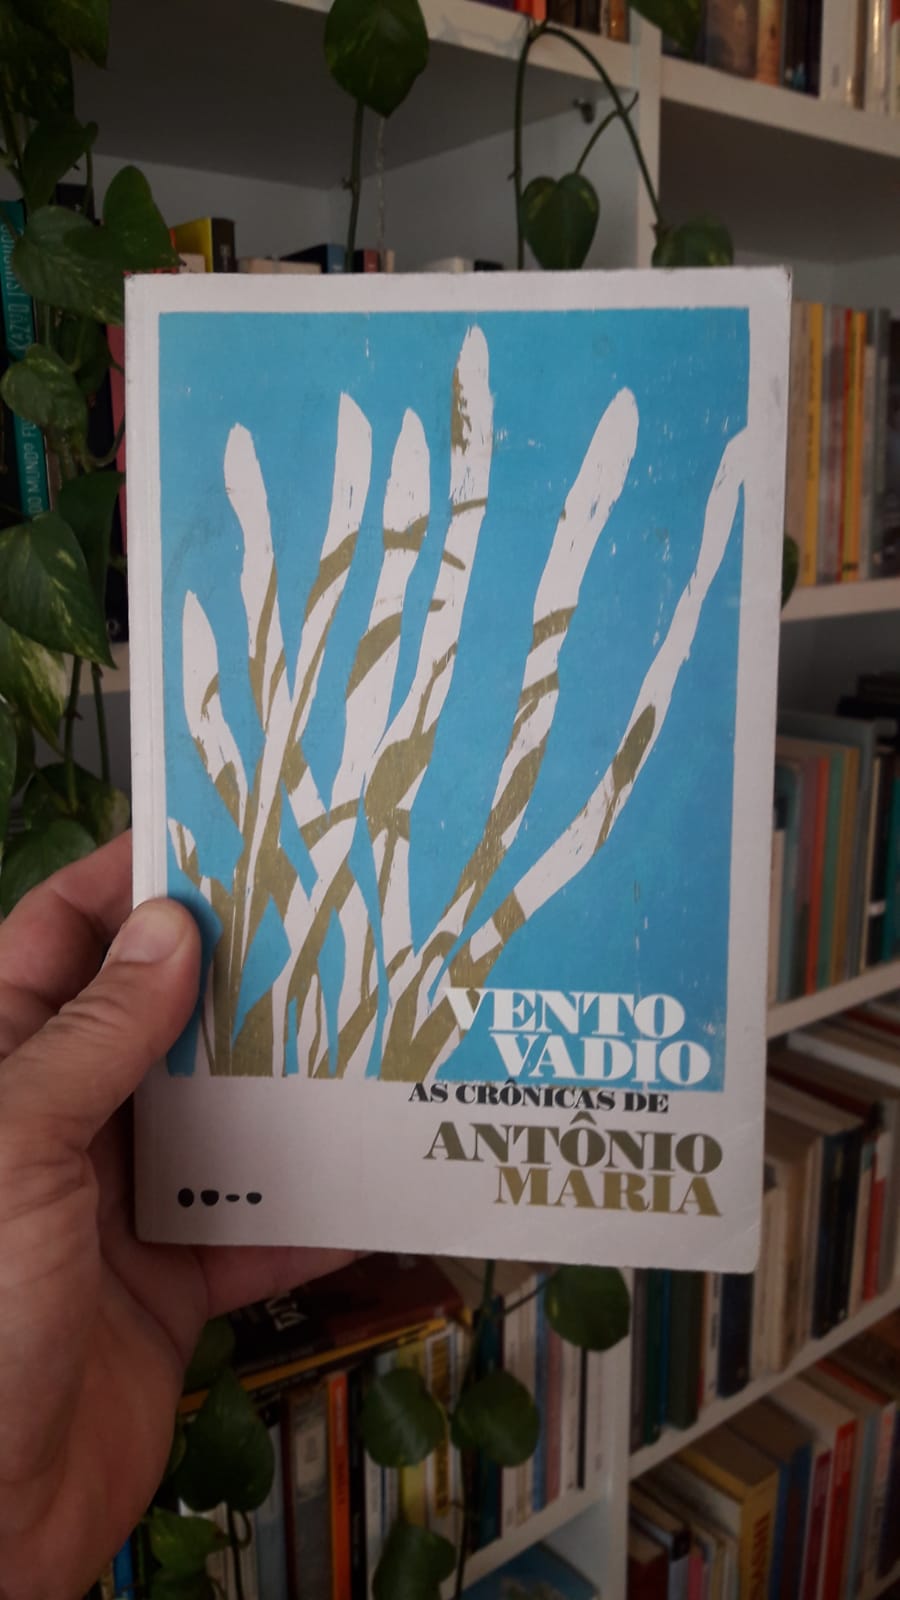 VENTO
VADIO
AS CRÔNICAS DE
ANTÔNIO
MARIA